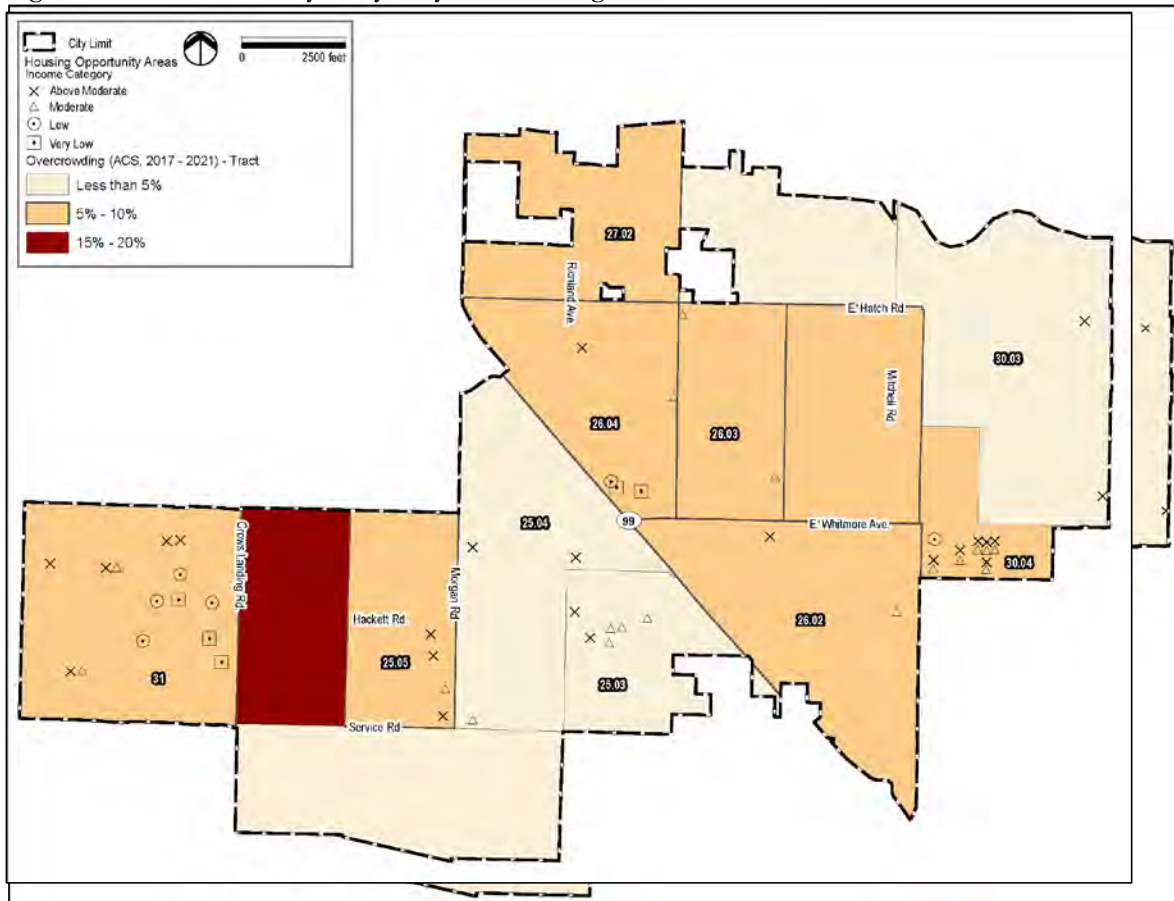 City Limit
0 2500 feet
Housing Opportunity Areas
Income Category
Above Moderate
Moderate
Low
Very Low
Overcrowding (ACS, 2017 - 2021) - Tract
Less than 5%
5% - 10%
15% - 20%
27.02
Richland Ave.
E. Hatch Rd.
30.03
Mitchell Rd
26.04
26.03
25.04
99
E. Whitmore Ave.
30.04
Crows Landing Rd
Morgan Rd
Hackett Rd.
26.02
25.05
31
25.03
Service Rd